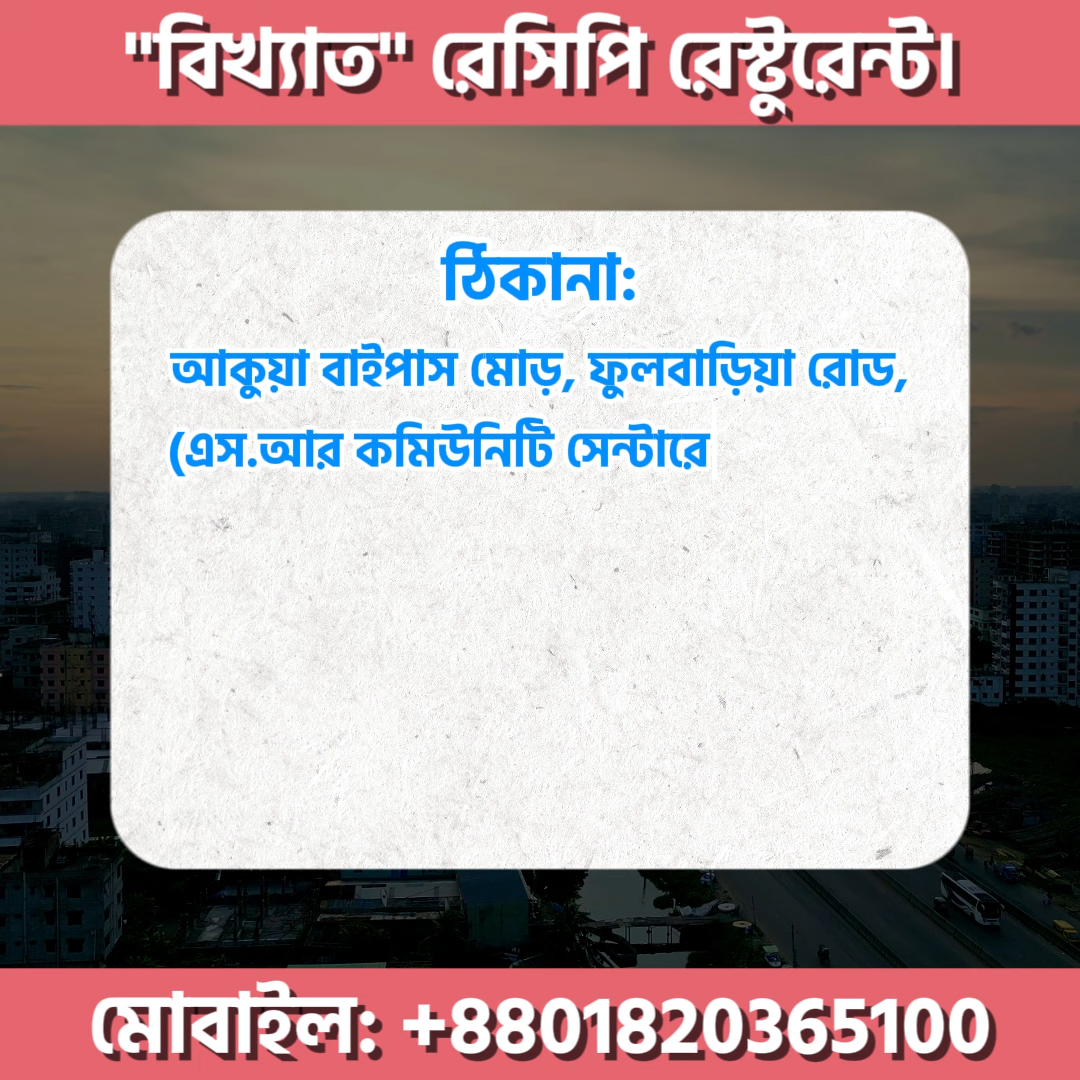 "বিখ্যাত" রেসিপি রেস্টুরেন্ট।
ঠিকানা:
আকুয়া বাইপাস মোড়, ফুলবাড়িয়া রোড,
(এস.আর কমিউনিটি সেন্টারে
মোবাইল: +8801820365100